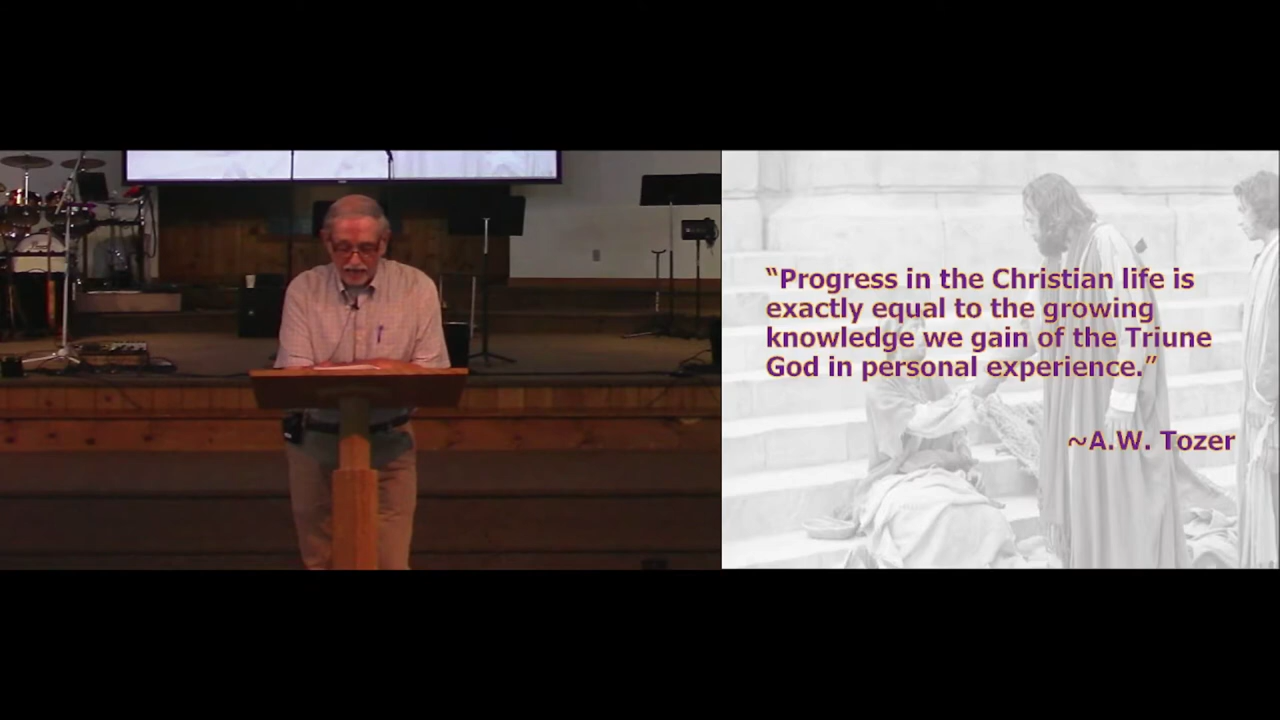 “Progress in the Christian life is
exactly equal to the growing
knowledge we gain of the Triune
God in personal experience.”
~A.W. Tozer